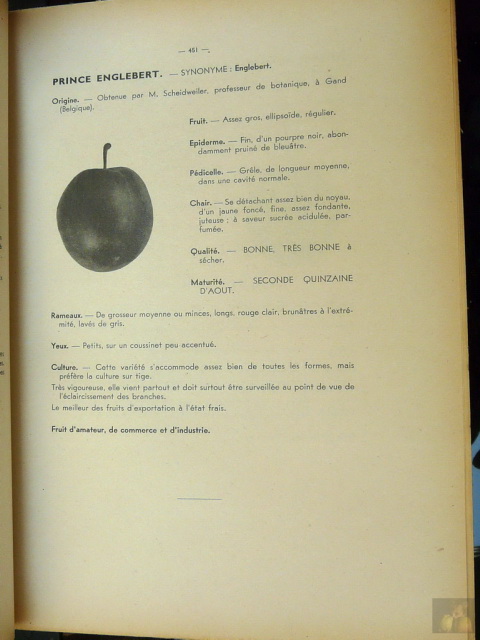 — 451 —
PRINCE ENGLEBERT. — SYNONYME : Englebert.
Origine. — Obtenue par M. Scheidweiler, professeur de botanique, à Gand
(Belgique).
Fruit. — Assez gros, ellipsoïde, régulier.
Epiderme. — Fin, d'un pourpre noir, abon-
damment pruiné de bleuâtre.
Pédicelle. — Grêle, de longueur moyenne,
dans une cavité normale.
Chair. — Se détachant assez bien du noyau,
d'un jaune foncé, fine, assez fondante,
juteuse ; à saveur sucrée acidulée, par-
fumée.
Qualité. — BONNE, TRÈS BONNE à
sécher.
Maturité. — SECONDE QUINZAINE
D'AOUT.
Rameaux. — De grosseur moyenne ou minces, longs, rouge clair, brunâtres à l'extré-
mité, lavés de gris.
Yeux. — Petits, sur un coussinet peu accentué.
Culture. — Cette variété s'accommode assez bien de toutes les formes, mais
préfère la culture sur tige.
Très vigoureuse, elle vient partout et doit surtout être surveillée au point de vue de
l'éclaircissement des branches.
Le meilleur des fruits d'exportation à l'état frais.
Fruit d'amateur, de commerce et d'industrie.